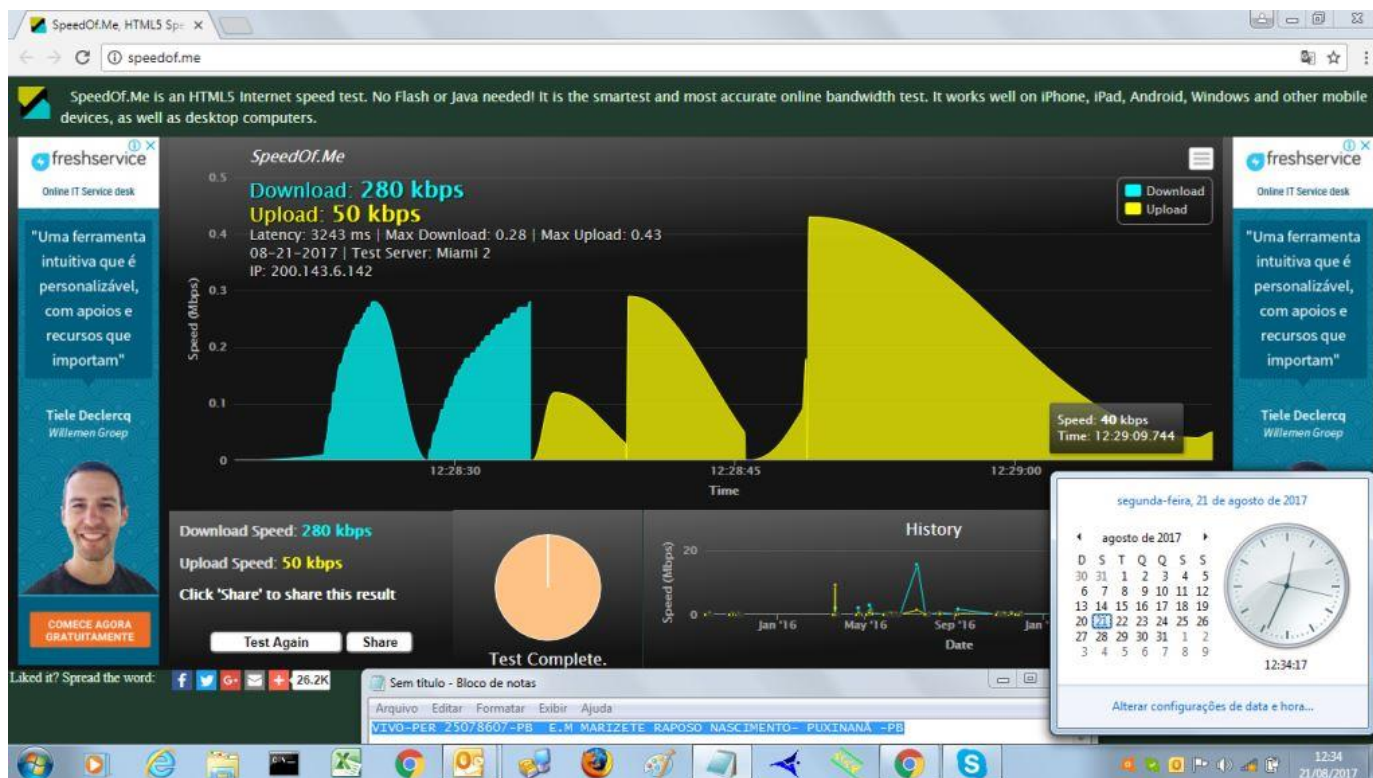 SpeedOf.Me, HTML5 Spe
speedof.me
SpeedOf.Me is an HTML5 Internet speed test. No Flash or Java needed! It is the smartest and most accurate online bandwidth test. It works well on iPhone, iPad, Android, Windows and other mobile
devices, as well as desktop computers.
freshservice
Online IT Service desk
"Uma ferramenta
intuitiva que é
personalizável,
com apoios e
recursos que
importam"
Tiele Declercq
Willemen Groep
COMECE AGORA
GRATUITAMENTE
SpeedOf.Me
Download: 280 kbps
Upload: 50 kbps
Latency: 3243 ms | Max Download: 0.28 | Max Upload: 0.43
08-21-2017 | Test Server: Miami 2
IP: 200.143.6.142
Download
Upload
Speed (Mbps)
0.5
0.4
0.3
0.2
0.1
0
12:28:30
12:28:45
12:29:00
Time
Speed: 40 kbps
Time: 12:29:09.744
freshservice
Online IT Service desk
"Uma ferramenta
intuitiva que é
personalizável,
com apoios e
recursos que
importam"
Tiele Declercq
Willemen Groep
Download Speed: 280 kbps
Upload Speed: 50 kbps
Click 'Share' to share this result
Test Again
Share
Test Complete.
History
Speed (Mbps)
20
0
Jan '16
May '16
Sep '16
Jan '
Date
segunda-feira, 21 de agosto de 2017
agosto de 2017
D S T Q Q S S
30 31 1 2 3 4 5
6 7 8 9 10 11 12
13 14 15 16 17 18 19
20 21 22 23 24 25 26
27 28 29 30 31 1 2
3 4 5 6 7 8 9
12:34:17
Alterar configurações de data e hora...
Liked it? Spread the word:
26.2K
Sem título - Bloco de notas
Arquivo Editar Formatar Exibir Ajuda
VIVO-PER 25078607-PB E.M MARIZETE RAPOSO NASCIMENTO- PUXINANÃ -PB
12:34
21/08/2017